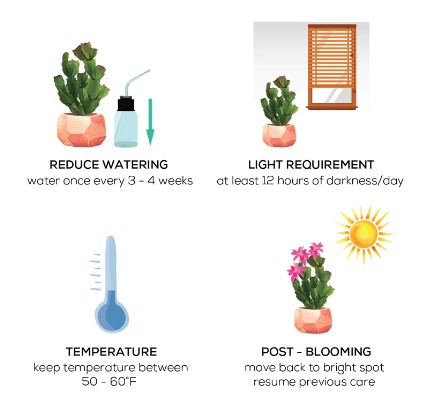 REDUCE WATERING
water once every 3 - 4 weeks
LIGHT REQUIREMENT
at least 12 hours of darkness/day
TEMPERATURE
keep temperature between
50 - 60°F
POST - BLOOMING
move back to bright spot
resume previous care